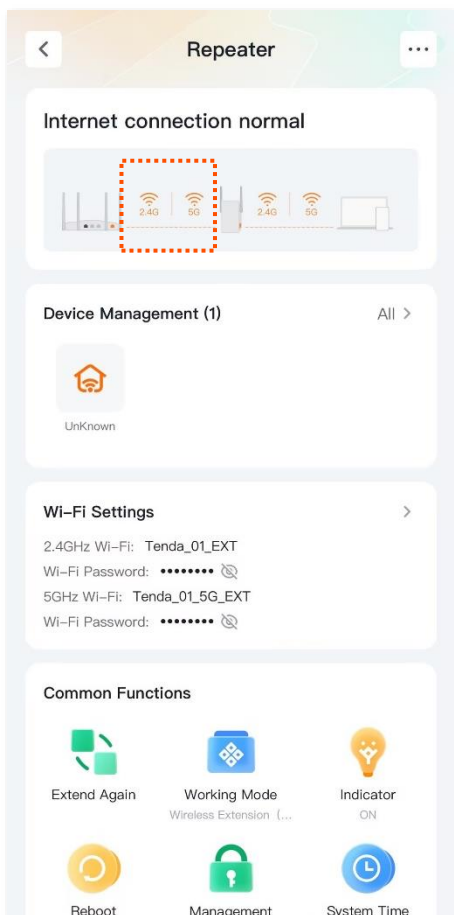 Repeater
Internet connection normal
2.4G 5G 2.4G 5G
Device Management (1) All >
UnKnown
Wi-Fi Settings >
2.4GHz Wi-Fi: Tenda_01_EXT
Wi-Fi Password: ••••••••
5GHz Wi-Fi: Tenda_01_5G_EXT
Wi-Fi Password: ••••••••
Common Functions
Extend Again Working Mode Indicator
Wireless Extension (... ON
Reboot Management System Time